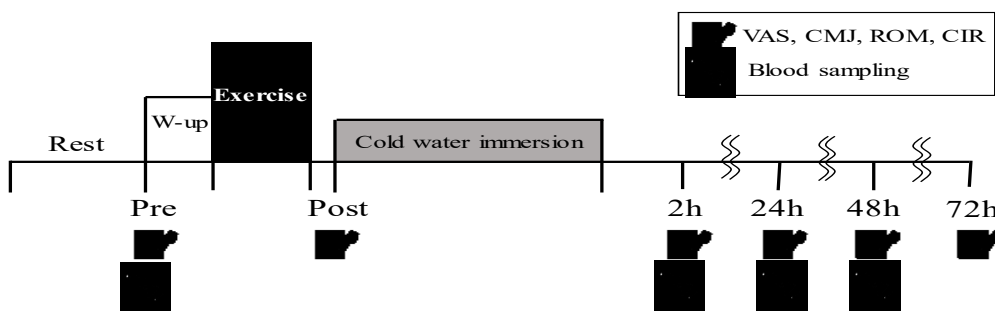 VAS, CMJ, ROM, CIR
Blood sampling
Exercise
W-up
Rest
Cold water immersion
Pre
Post
2h
24h
48h
72h